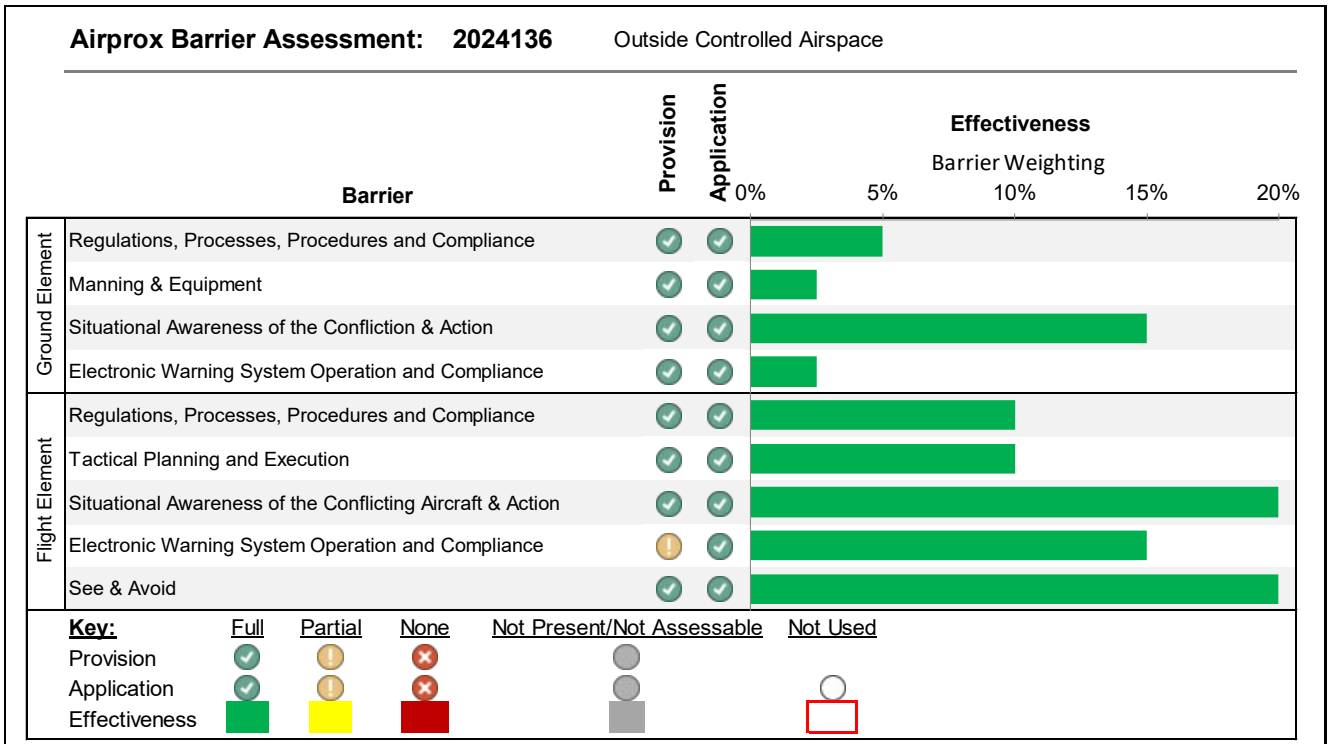 Airprox Barrier Assessment: 2024136 Outside Controlled Airspace
Barrier
Provision
Application
Effectiveness
Barrier Weighting
0% 5% 10% 15% 20%
Ground Element
Regulations, Processes, Procedures and Compliance
Manning & Equipment
Situational Awareness of the Confliction & Action
Electronic Warning System Operation and Compliance
Flight Element
Regulations, Processes, Procedures and Compliance
Tactical Planning and Execution
Situational Awareness of the Conflicting Aircraft & Action
Electronic Warning System Operation and Compliance
See & Avoid
Key: Full Partial None Not Present/Not Assessable Not Used
Provision
Application
Effectiveness